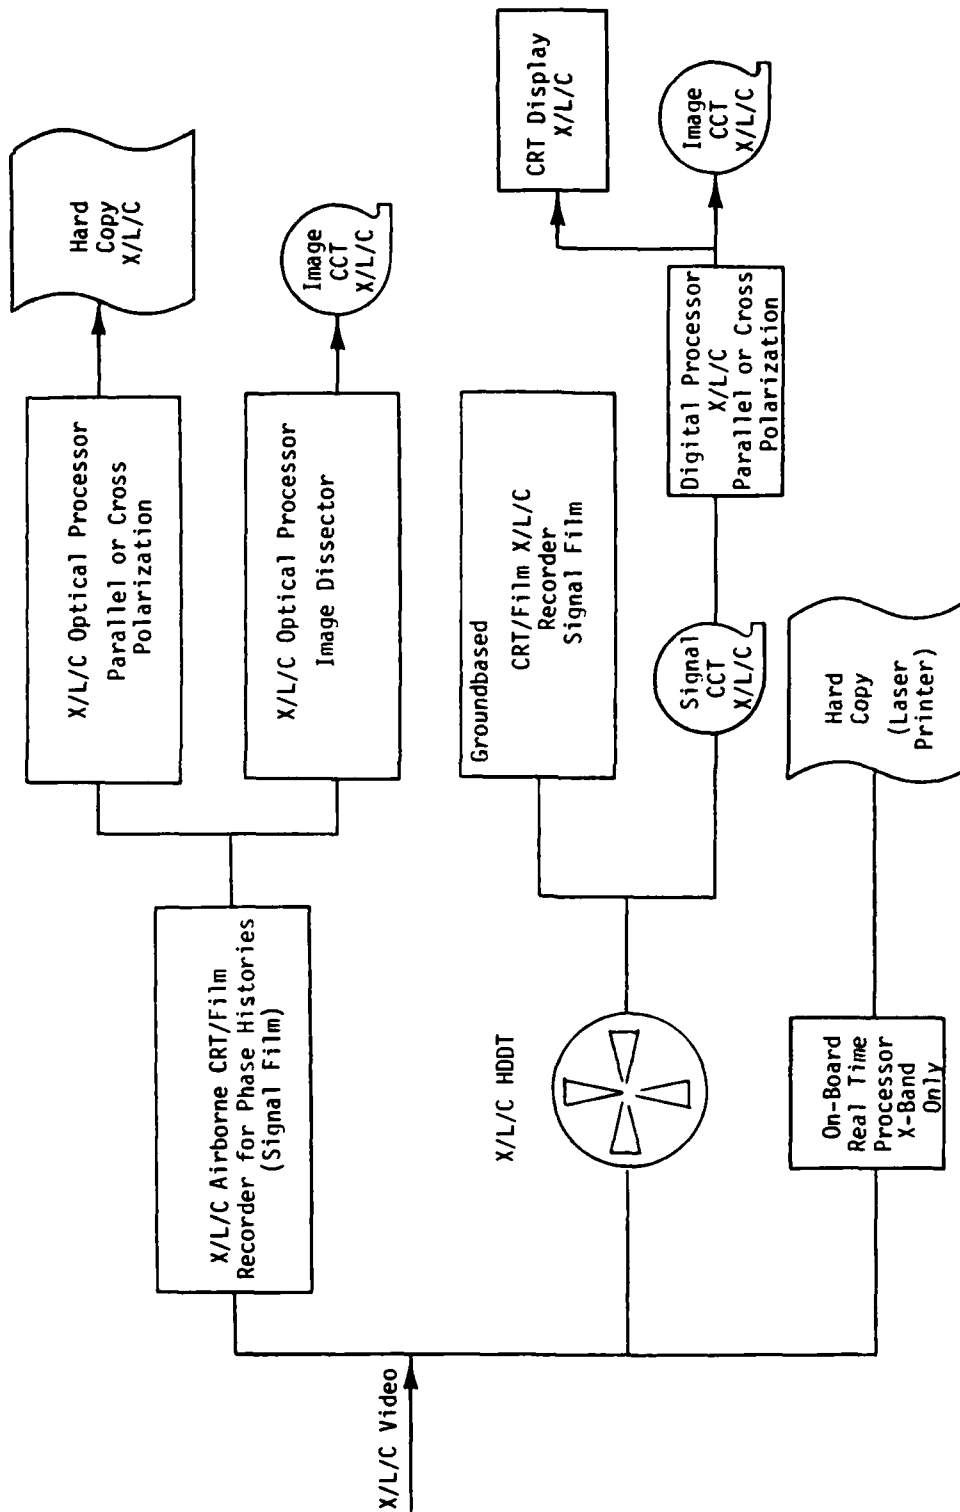 X/L/C Video
X/L/C Airborne CRT/Film
Recorder for Phase Histories
(Signal Film)
X/L/C Optical Processor
Parallel or Cross
Polarization
Hard
Copy
X/L/C
X/L/C Optical Processor
Image Dissector
Image
CCT
X/L/C
X/L/C HDDT
Groundbased
CRT/Film X/L/C
Recorder
Signal Film
Signal
CCT
X/L/C
Digital Processor
X/L/C
Parallel or Cross
Polarization
CRT Display
X/L/C
Image
CCT
X/L/C
On-Board
Real Time
Processor
X-Band
Only
Hard
Copy
(Laser
Printer)